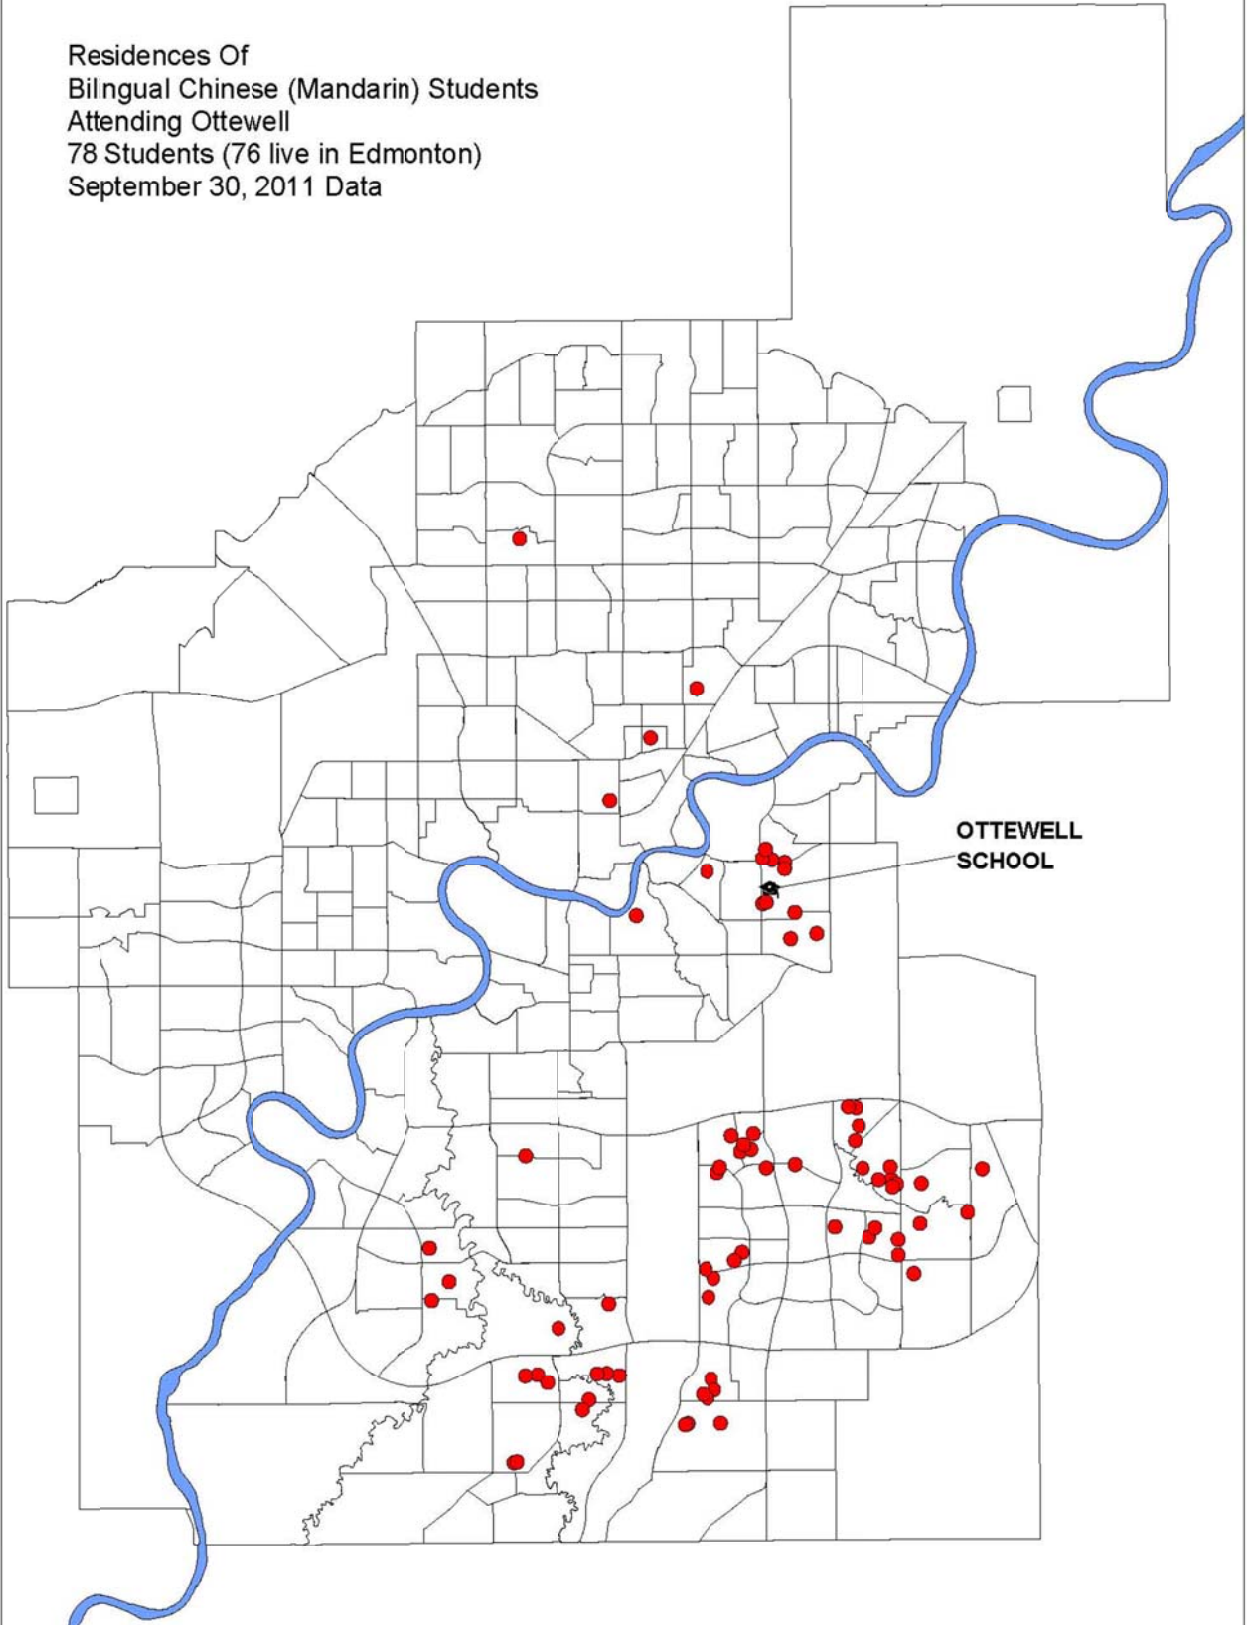 Residences Of
Bilngual Chinese (Mandarin) Students
Attending Ottewell
78 Students (76 live in Edmonton)
September 30, 2011 Data
OTTEWELL
SCHOOL